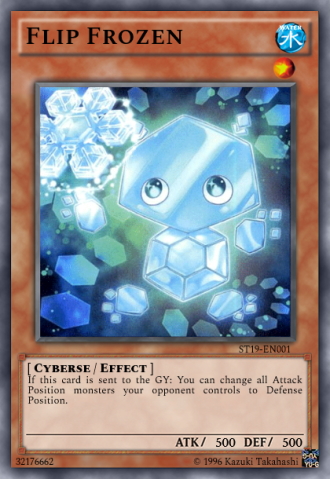 FLIP FROZEN
WATER
水
ST19-EN001
[ CYBERSE / EFFECT ]
If this card is sent to the GY: You can change all Attack
Position monsters your opponent controls to Defense
Position.
ATK / 500 DEF / 500
32176662
© 1996 Kazuki Takahashi